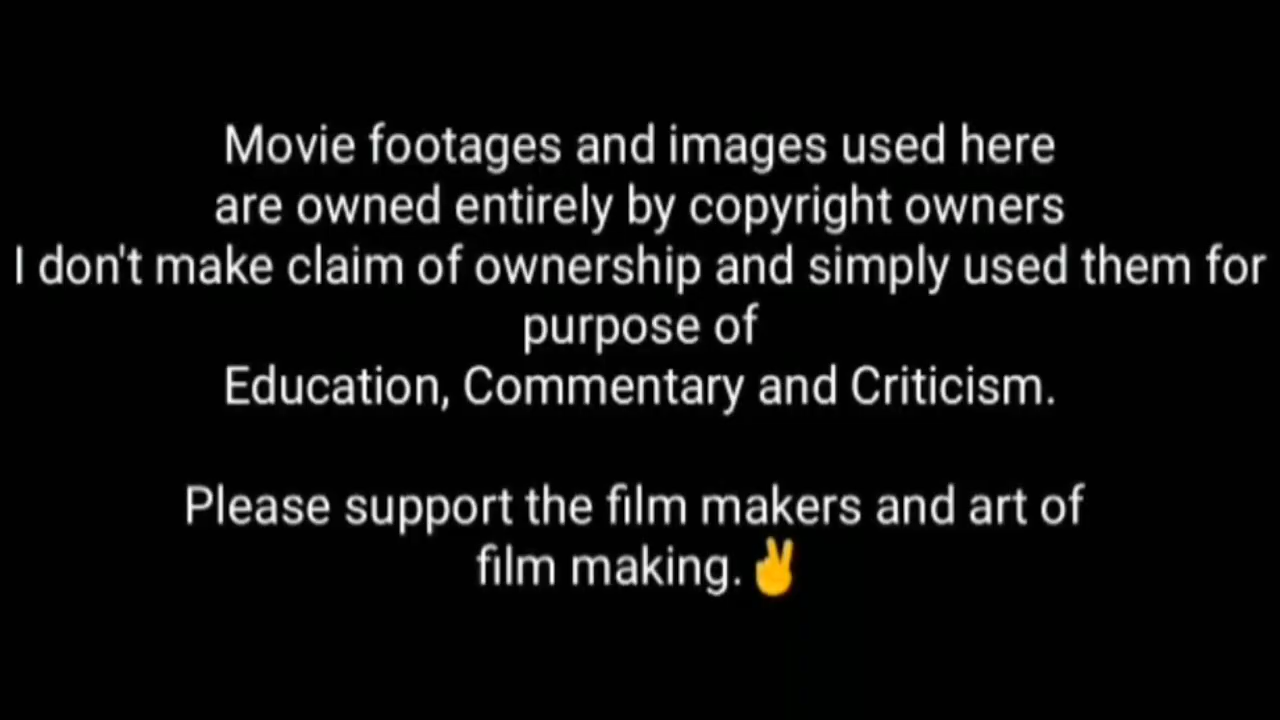 Movie footages and images used here
are owned entirely by copyright owners
I don't make claim of ownership and simply used them for
purpose of
Education, Commentary and Criticism.
Please support the film makers and art of
film making.✌